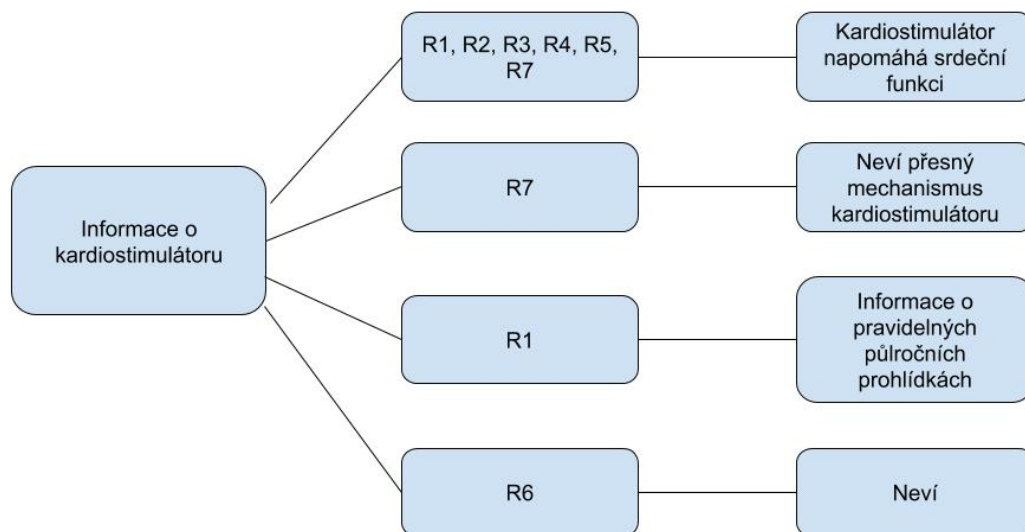 Informace o
kardiostimulátoru
R1, R2, R3, R4, R5,
R7
Kardiostimulátor
napomáhá srdeční
funkci
R7
Neví přesný
mechanismus
kardiostimulátoru
R1
Informace o
pravidelných
půlročních
prohlídkách
R6
Neví